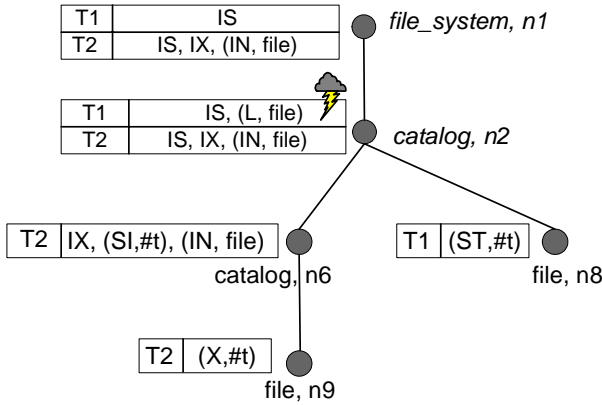 T1 IS
T2 IS, IX, (IN, file)
file_system, n1
T1 IS, (L, file)
T2 IS, IX, (IN, file)
catalog, n2
T2 IX, (SI,#t), (IN, file)
catalog, n6
T1 (ST,#t)
file, n8
T2 (X,#t)
file, n9